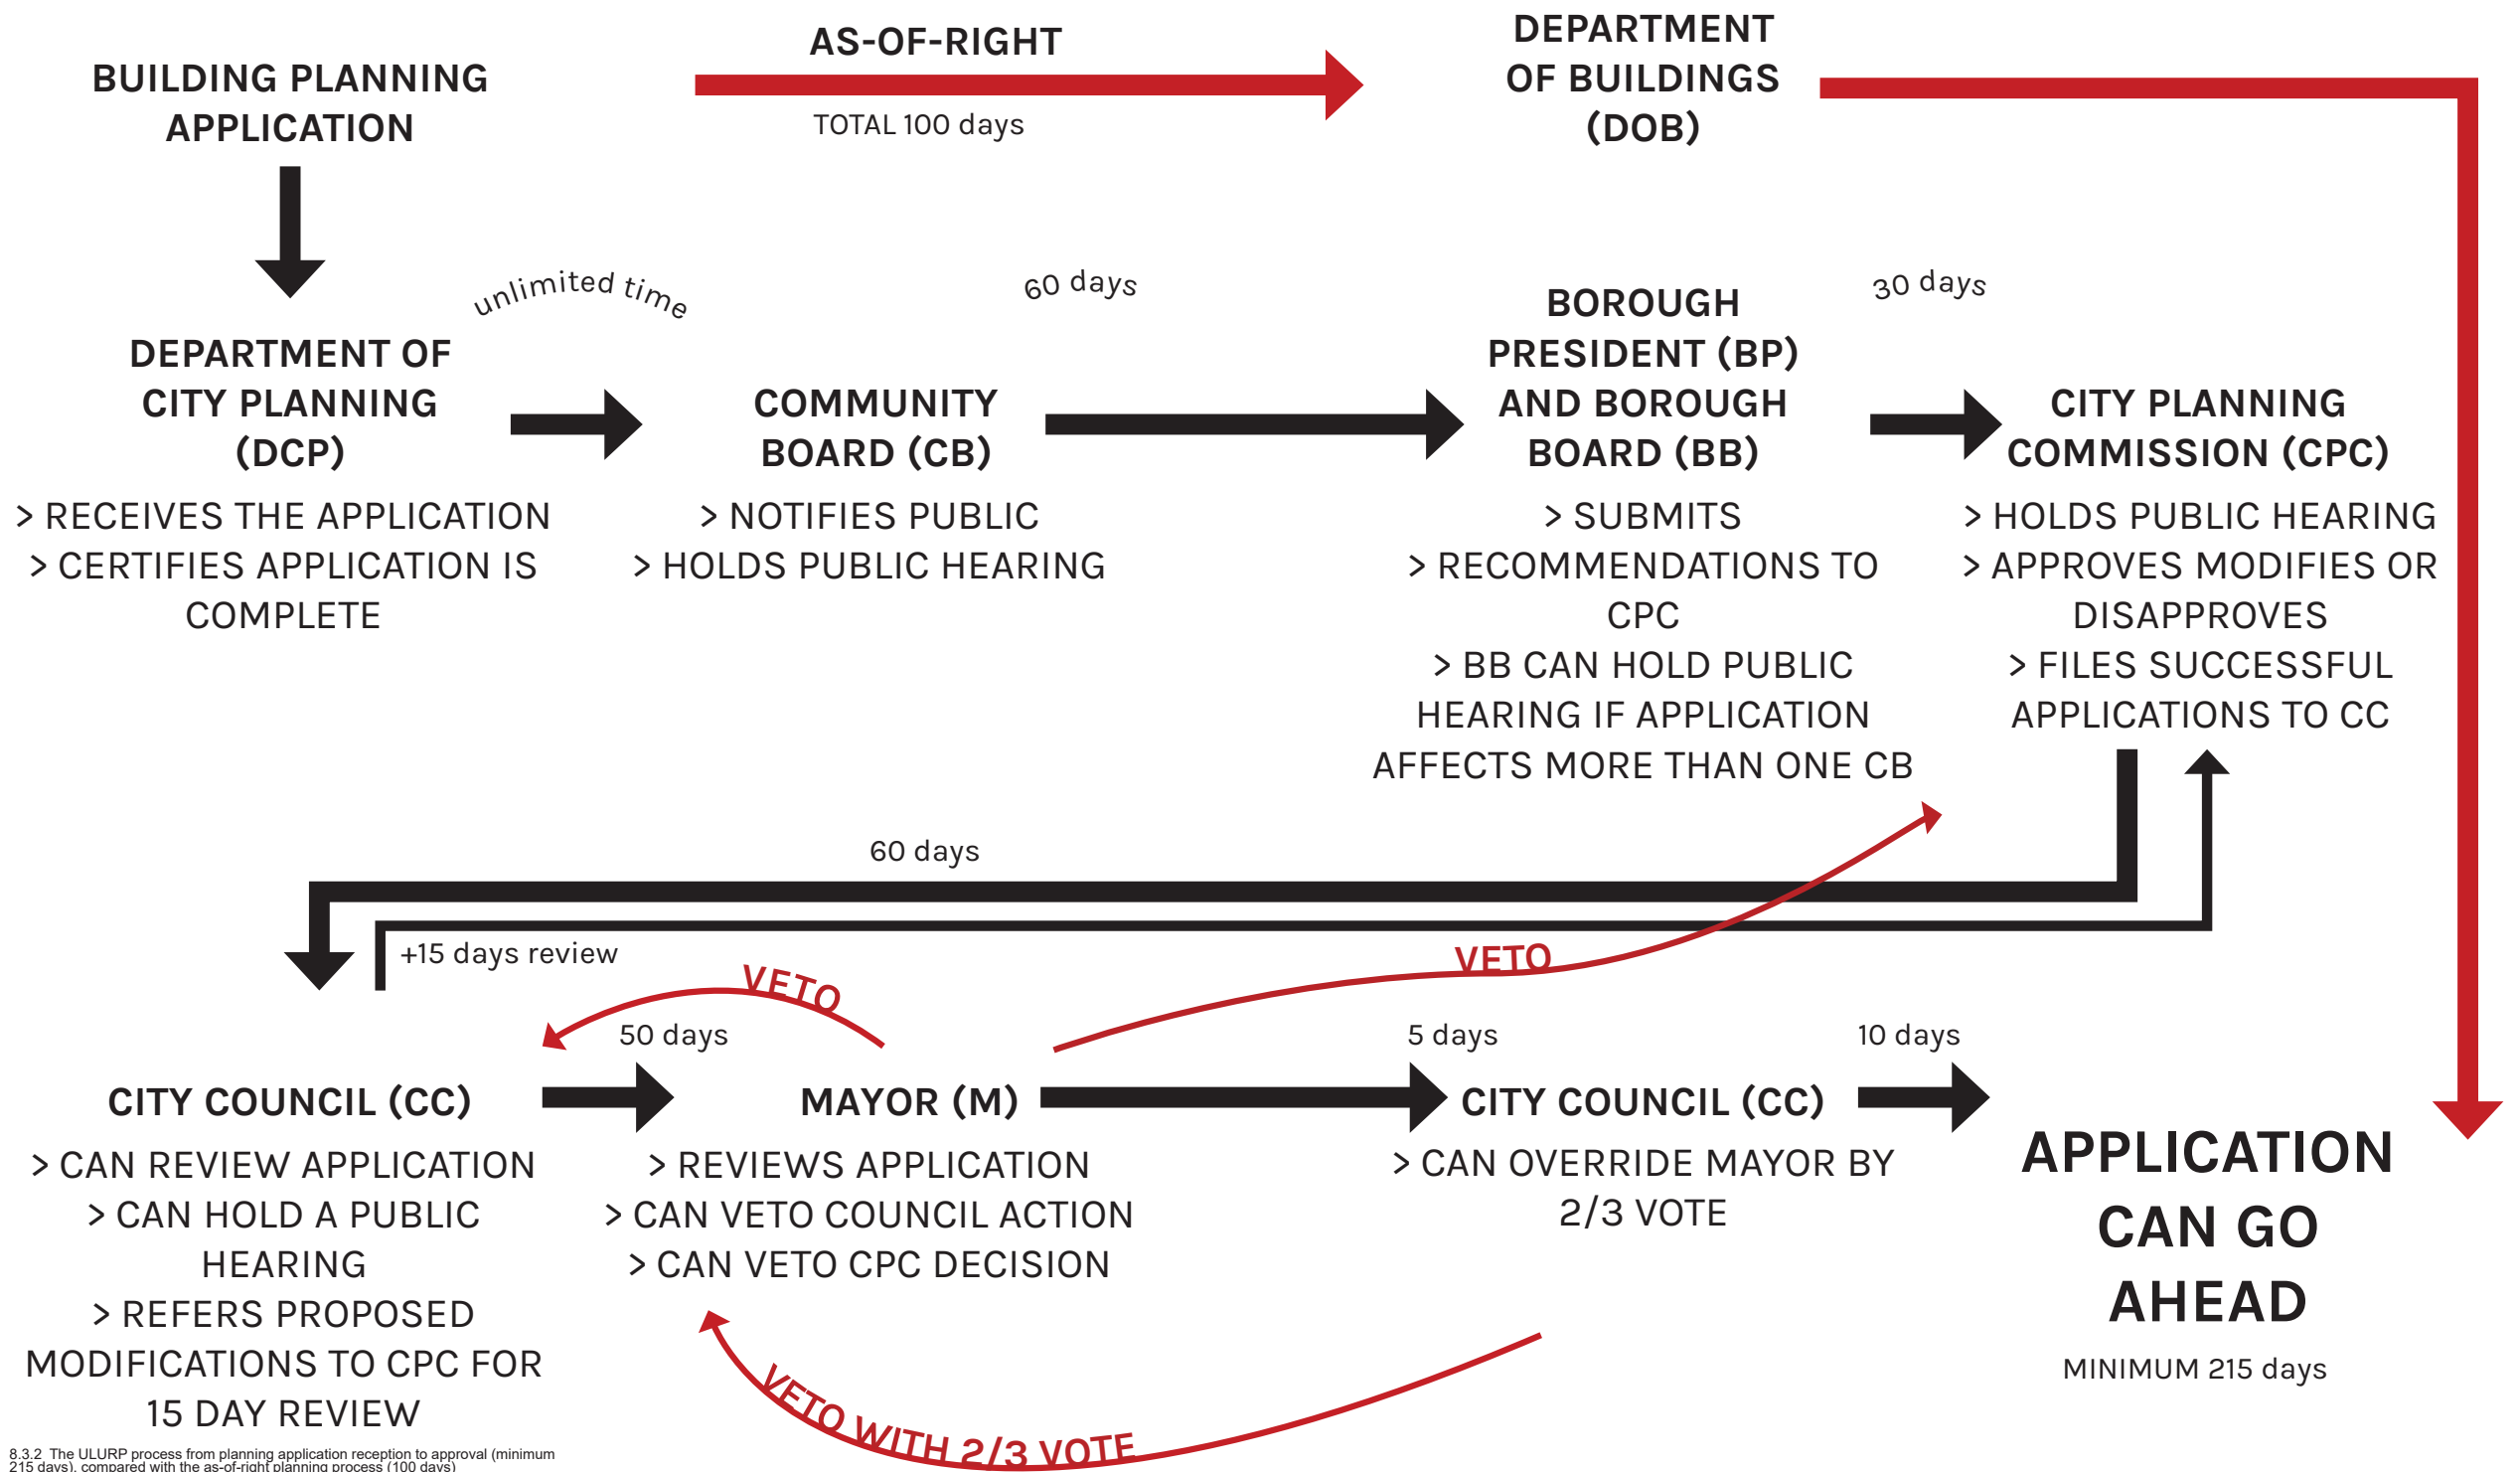 BUILDING PLANNING
APPLICATION
AS-OF-RIGHT
TOTAL 100 days
DEPARTMENT
OF BUILDINGS
(DOB)
unlimited time
60 days
30 days
DEPARTMENT OF
CITY PLANNING
(DCP)
> RECEIVES THE APPLICATION
> CERTIFIES APPLICATION IS
COMPLETE
COMMUNITY
BOARD (CB)
> NOTIFIES PUBLIC
> HOLDS PUBLIC HEARING
BOROUGH
PRESIDENT (BP)
AND BOROUGH
BOARD (BB)
> SUBMITS
> RECOMMENDATIONS TO
CPC
> BB CAN HOLD PUBLIC
HEARING IF APPLICATION
AFFECTS MORE THAN ONE CB
CITY PLANNING
COMMISSION (CPC)
> HOLDS PUBLIC HEARING
> APPROVES MODIFIES OR
DISAPPROVES
> FILES SUCCESSFUL
APPLICATIONS TO CC
60 days
+15 days review
VETO
VETO
50 days
5 days
10 days
CITY COUNCIL (CC)
> CAN REVIEW APPLICATION
> CAN HOLD A PUBLIC
HEARING
> REFERS PROPOSED
MODIFICATIONS TO CPC FOR
15 DAY REVIEW
MAYOR (M)
> REVIEWS APPLICATION
> CAN VETO COUNCIL ACTION
> CAN VETO CPC DECISION
CITY COUNCIL (CC)
> CAN OVERRIDE MAYOR BY
2/3 VOTE
APPLICATION
CAN GO
AHEAD
MINIMUM 215 days
VETO WITH 2/3 VOTE
8.3.2 The ULURP process from planning application reception to approval (minimum
215 days), compared with the as-of-right planning process (100 days)